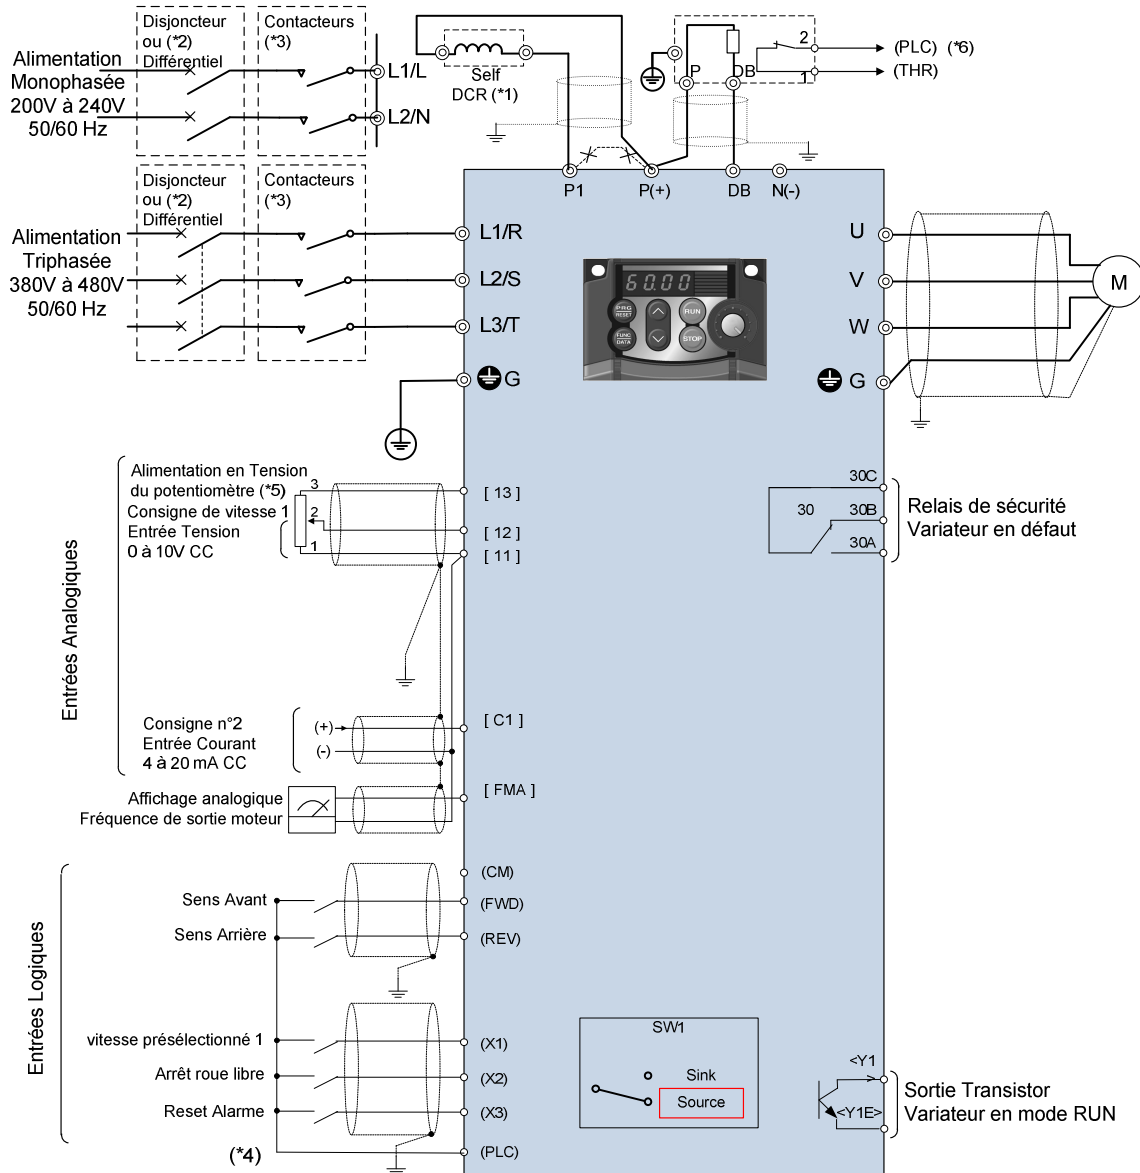 Disjoncteur
ou (*2)
Différentiel
Contacteurs
(*3)
Alimentation
Monophasée
200V à 240V
50/60 Hz
L1/L
L2/N
Self
DCR (*1)
P
DB
2
1
(PLC) (*6)
(THR)
P1
P(+)
DB
N(-)
Disjoncteur
ou (*2)
Différentiel
Contacteurs
(*3)
Alimentation
Triphasée
380V à 480V
50/60 Hz
L1/R
L2/S
L3/T
G
60.00
PRG
RESET
FUNC
DATA
RUN
STOP
U
V
W
G
M
Entrées Analogiques
Alimentation en Tension
du potentiomètre (*5)
Consigne de vitesse 1
Entrée Tension
0 à 10V CC
3
2
1
[ 13 ]
[ 12 ]
[ 11 ]
30C
30
30B
30A
Relais de sécurité
Variateur en défaut
Consigne n°2
Entrée Courant
4 à 20 mA CC
(+)
(-)
[ C1 ]
Affichage analogique
Fréquence de sortie moteur
[ FMA ]
Entrées Logiques
(CM)
Sens Avant
(FWD)
Sens Arrière
(REV)
vitesse présélectionné 1
(X1)
Arrêt roue libre
(X2)
Reset Alarme
(X3)
(*4)
(PLC)
SW1
Sink
Source
<Y1
<Y1E>
Sortie Transistor
Variateur en mode RUN